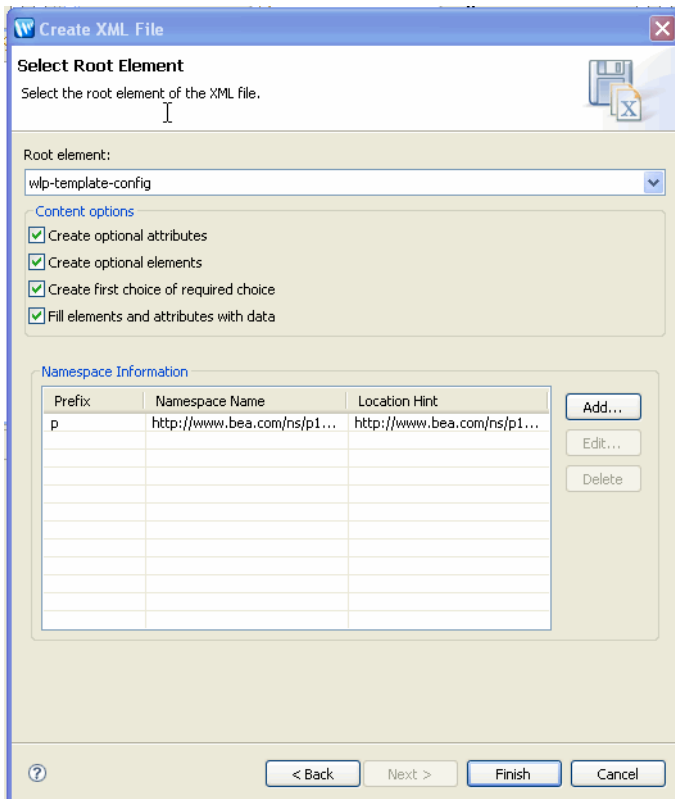 Create XML File
Select Root Element
Select the root element of the XML file.
Root element:
wlp-template-config
Content options
Create optional attributes
Create optional elements
Create first choice of required choice
Fill elements and attributes with data
Namespace Information
Prefix Namespace Name Location Hint
p http://www.bea.com/ns/p1... http://www.bea.com/ns/p1...
Add...
Edit...
Delete
? < Back Next > Finish Cancel